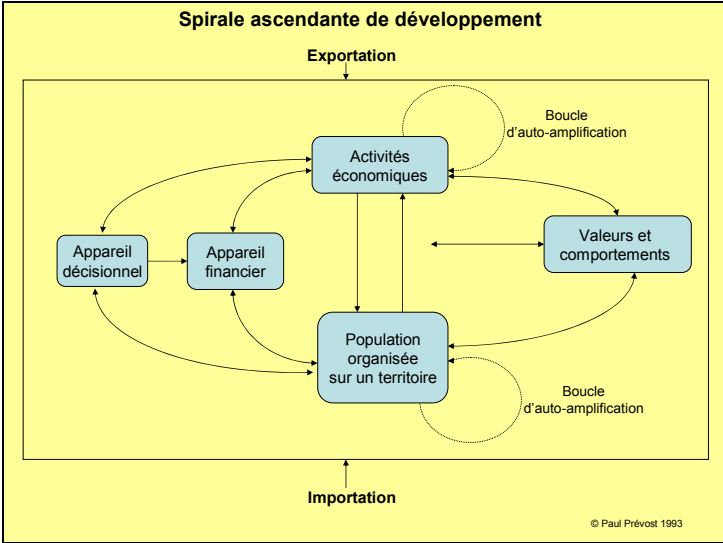 Spirale ascendante de développement
Exportation
Boucle
d'auto-amplification
Activités
économiques
Appareil
décisionnel
Appareil
financier
Valeurs et
comportements
Population
organisée
sur un territoire
Boucle
d'auto-amplification
Importation
© Paul Prévost 1993